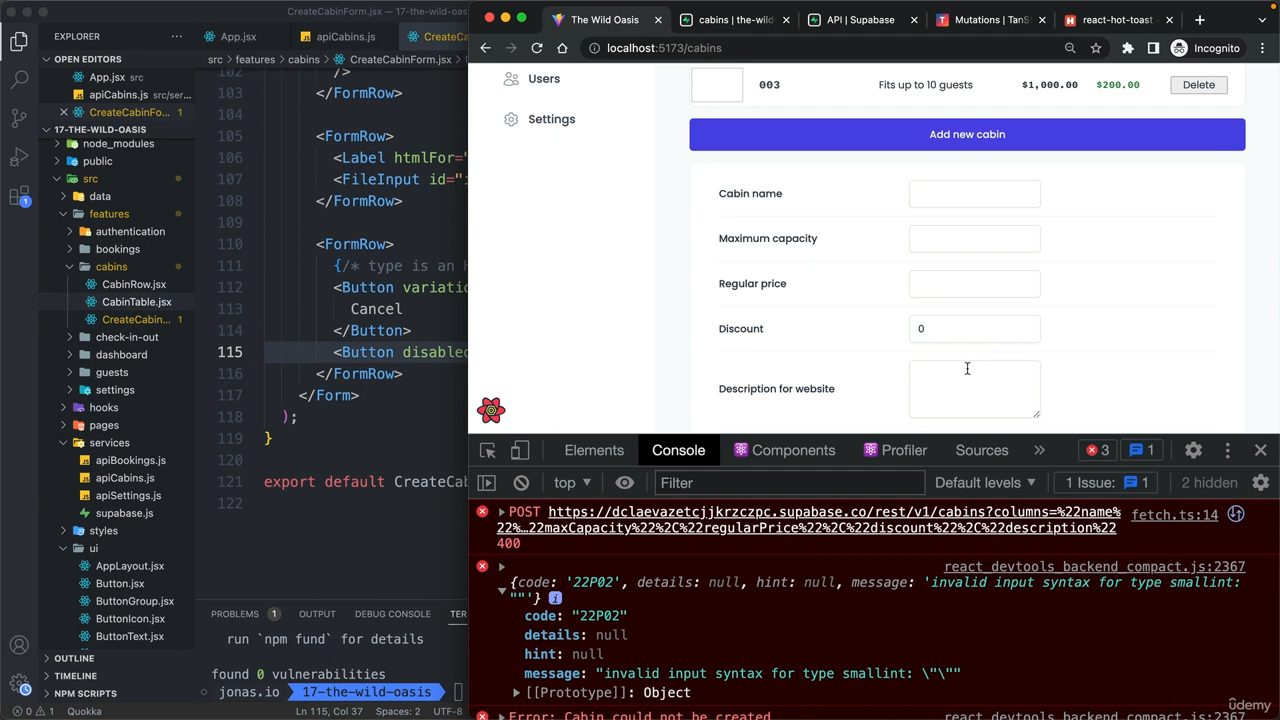 CreateCabinForm.jsx — 17-the-wild-oasis
EXPLORER
OPEN EDITORS
App.jsx src
apiCabins.js src/ser...
CreateCabinFo... 1
17-THE-WILD-OASIS
node_modules
public
src
data
features
authentication
bookings
cabins
CabinRow.jsx
CabinTable.jsx
CreateCabin... 1
check-in-out
dashboard
guests
settings
hooks
pages
services
apiBookings.js
apiCabins.js
apiSettings.js
supabase.js
styles
ui
AppLayout.jsx
Button.jsx
ButtonGroup.jsx
ButtonIcon.jsx
ButtonText.jsx
OUTLINE
TIMELINE
NPM SCRIPTS
App.jsx
apiCabins.js
CreateCa
src > features > cabins > CreateCabinForm.jsx >
102 />
103 </FormRow>
104
105 <FormRow>
106 <Label htmlFor="
107 <FileInput id="
108 </FormRow>
109
110 <FormRow>
111 {/* type is an
112 <Button variatio
113 Cancel
114 </Button>
115 <Button disabled
116 </FormRow>
117 </Form>
118 );
119 }
120
121 export default CreateCa
122
PROBLEMS 1 OUTPUT DEBUG CONSOLE TER
run `npm fund` for details
found 0 vulnerabilities
jonas.io 17-the-wild-oasis
0 1 Quokka
Ln 115, Col 37 Spaces: 2 UTF-8
The Wild Oasis
cabins | the-wild
API | Supabase
Mutations | TanS
react-hot-toast -
localhost:5173/cabins
Incognito
Users
Settings
003 Fits up to 10 guests $1,000.00 $200.00 Delete
Add new cabin
Cabin name
Maximum capacity
Regular price
Discount 0
Description for website
Elements Console Components Profiler Sources » 3 1
top Filter Default levels 1 Issue: 1 2 hidden
POST https://dclaevazetcjjkrzczpc.supabase.co/rest/v1/cabins?columns=%22name% fetch.ts:14
22%…22maxCapacity%22%2C%22regularPrice%22%2C%22discount%22%2C%22description%22
400
react_devtools_backend_compact.js:2367
{code: '22P02', details: null, hint: null, message: 'invalid input syntax for type smallint:
""'}
code: "22P02"
details: null
hint: null
message: "invalid input syntax for type smallint: \"\""
[[Prototype]]: Object
Error: Cabin could not be created react_devtools_backend_compact.js:2367
udemy